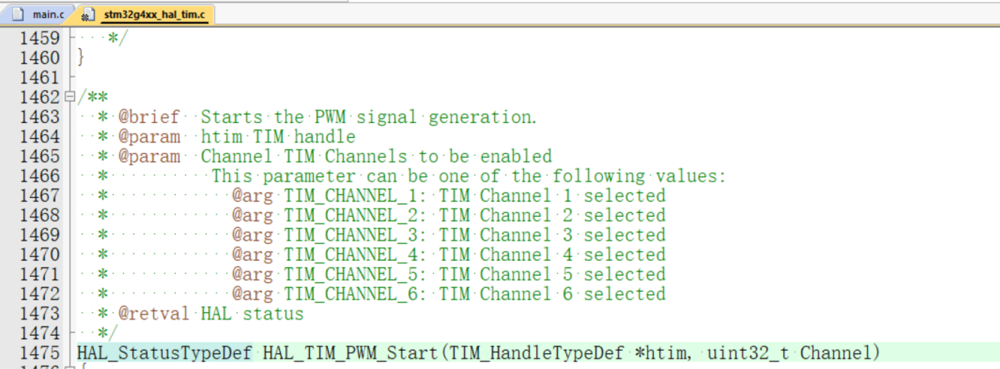 main.c stm32g4xx_hal_tim.c
1459 */
1460 }
1461
1462 /**
1463 * @brief Starts the PWM signal generation.
1464 * @param htim TIM handle
1465 * @param Channel TIM Channels to be enabled
1466 * This parameter can be one of the following values:
1467 * @arg TIM_CHANNEL_1: TIM Channel 1 selected
1468 * @arg TIM_CHANNEL_2: TIM Channel 2 selected
1469 * @arg TIM_CHANNEL_3: TIM Channel 3 selected
1470 * @arg TIM_CHANNEL_4: TIM Channel 4 selected
1471 * @arg TIM_CHANNEL_5: TIM Channel 5 selected
1472 * @arg TIM_CHANNEL_6: TIM Channel 6 selected
1473 * @retval HAL status
1474 */
1475 HAL_StatusTypeDef HAL_TIM_PWM_Start(TIM_HandleTypeDef *htim, uint32_t Channel)